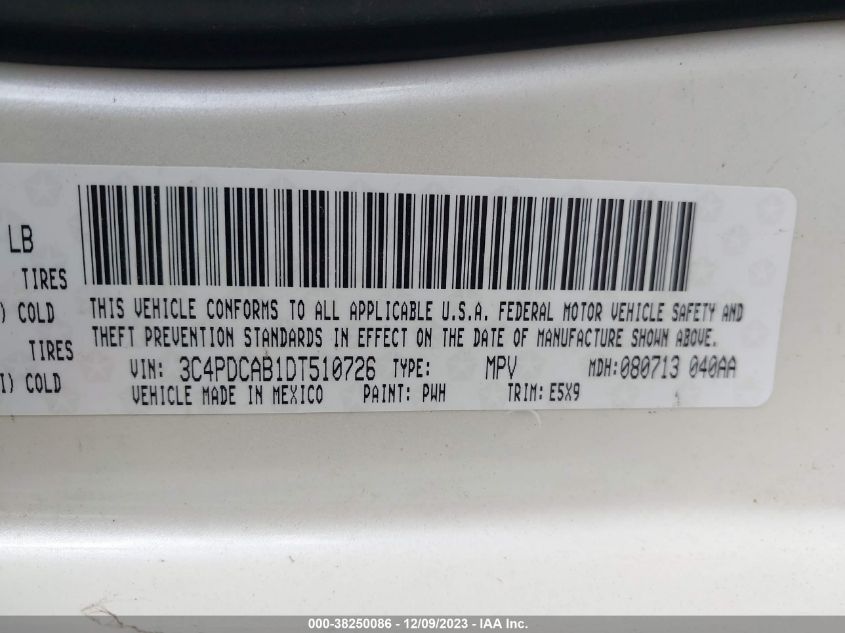 LB
TIRES
) COLD
THIS VEHICLE CONFORMS TO ALL APPLICABLE U.S.A. FEDERAL MOTOR VEHICLE SAFETY AND
THEFT PREVENTION STANDARDS IN EFFECT ON THE DATE OF MANUFACTURE SHOWN ABOVE.
TIRES
VIN: 3C4PDCAB1DT510726 TYPE: MPV MDH:080713 040AA
I) COLD
VEHICLE MADE IN MEXICO PAINT: PWH TRIM: E5X9
000-38250086 - 12/09/2023 - IAA Inc.